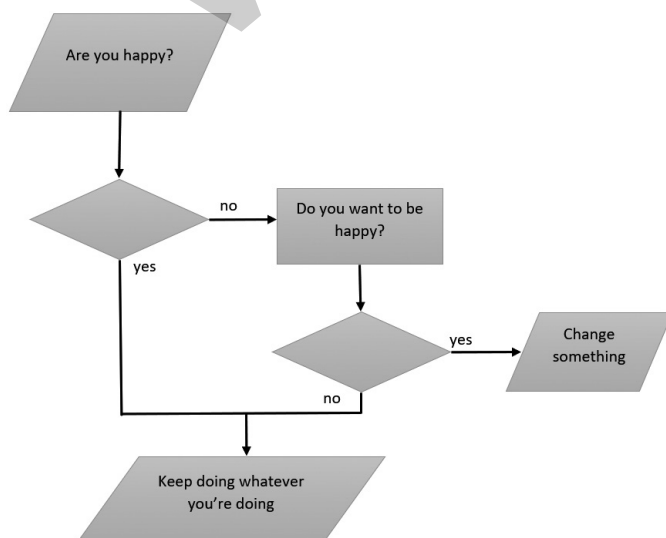 Are you happy?
no
Do you want to be
happy?
yes
yes
Change
something
no
Keep doing whatever
you're doing